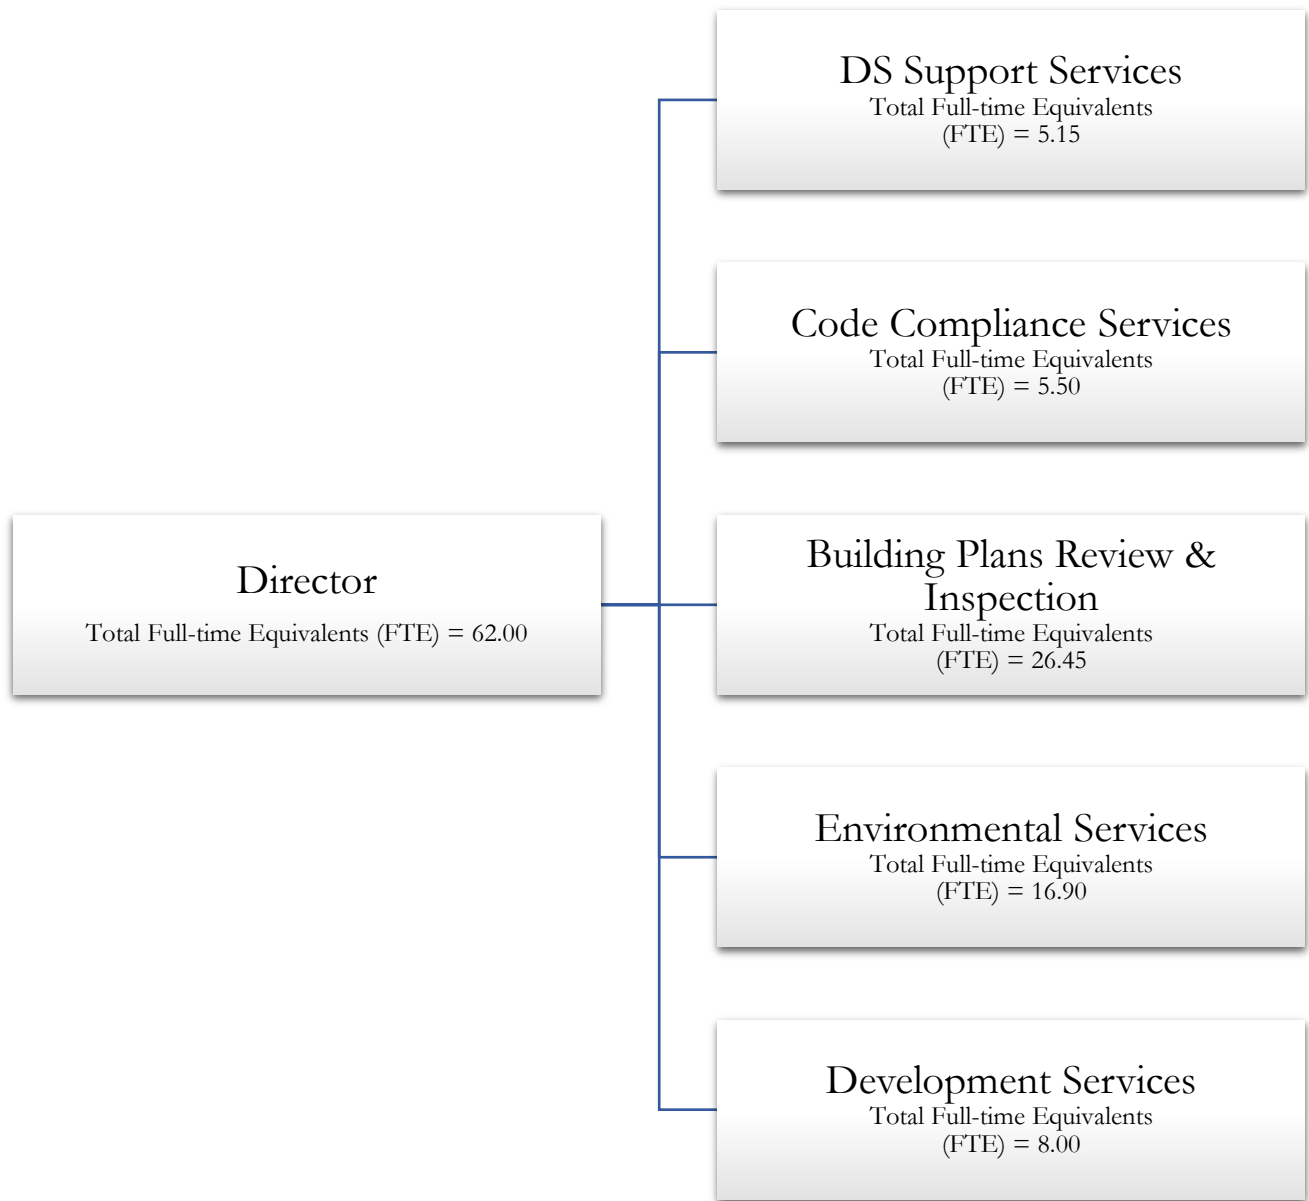 DS Support Services
Total Full-time Equivalents
(FTE) = 5.15
Code Compliance Services
Total Full-time Equivalents
(FTE) = 5.50
Director
Total Full-time Equivalents (FTE) = 62.00
Building Plans Review &
Inspection
Total Full-time Equivalents
(FTE) = 26.45
Environmental Services
Total Full-time Equivalents
(FTE) = 16.90
Development Services
Total Full-time Equivalents
(FTE) = 8.00